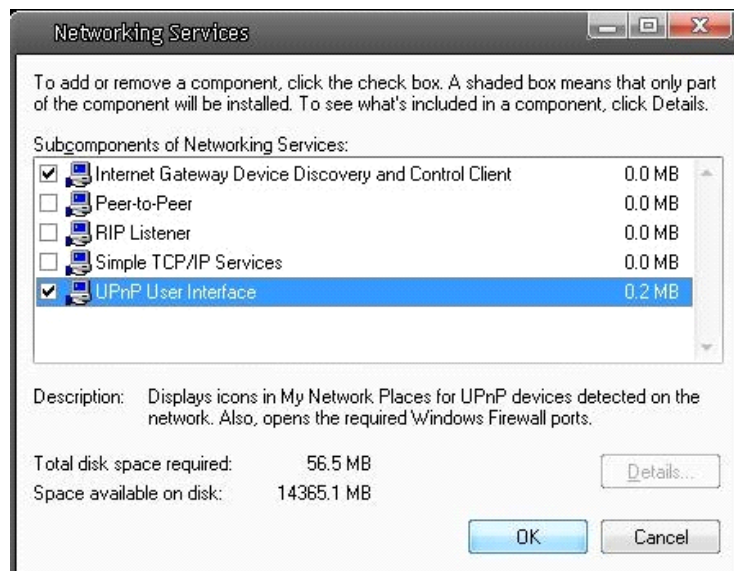 Networking Services
To add or remove a component, click the check box. A shaded box means that only part
of the component will be installed. To see what's included in a component, click Details.
Subcomponents of Networking Services:
Internet Gateway Device Discovery and Control Client 0.0 MB
Peer-to-Peer 0.0 MB
RIP Listener 0.0 MB
Simple TCP/IP Services 0.0 MB
UPnP User Interface 0.2 MB
Description: Displays icons in My Network Places for UPnP devices detected on the
network. Also, opens the required Windows Firewall ports.
Total disk space required: 56.5 MB
Details...
Space available on disk: 14365.1 MB
OK Cancel